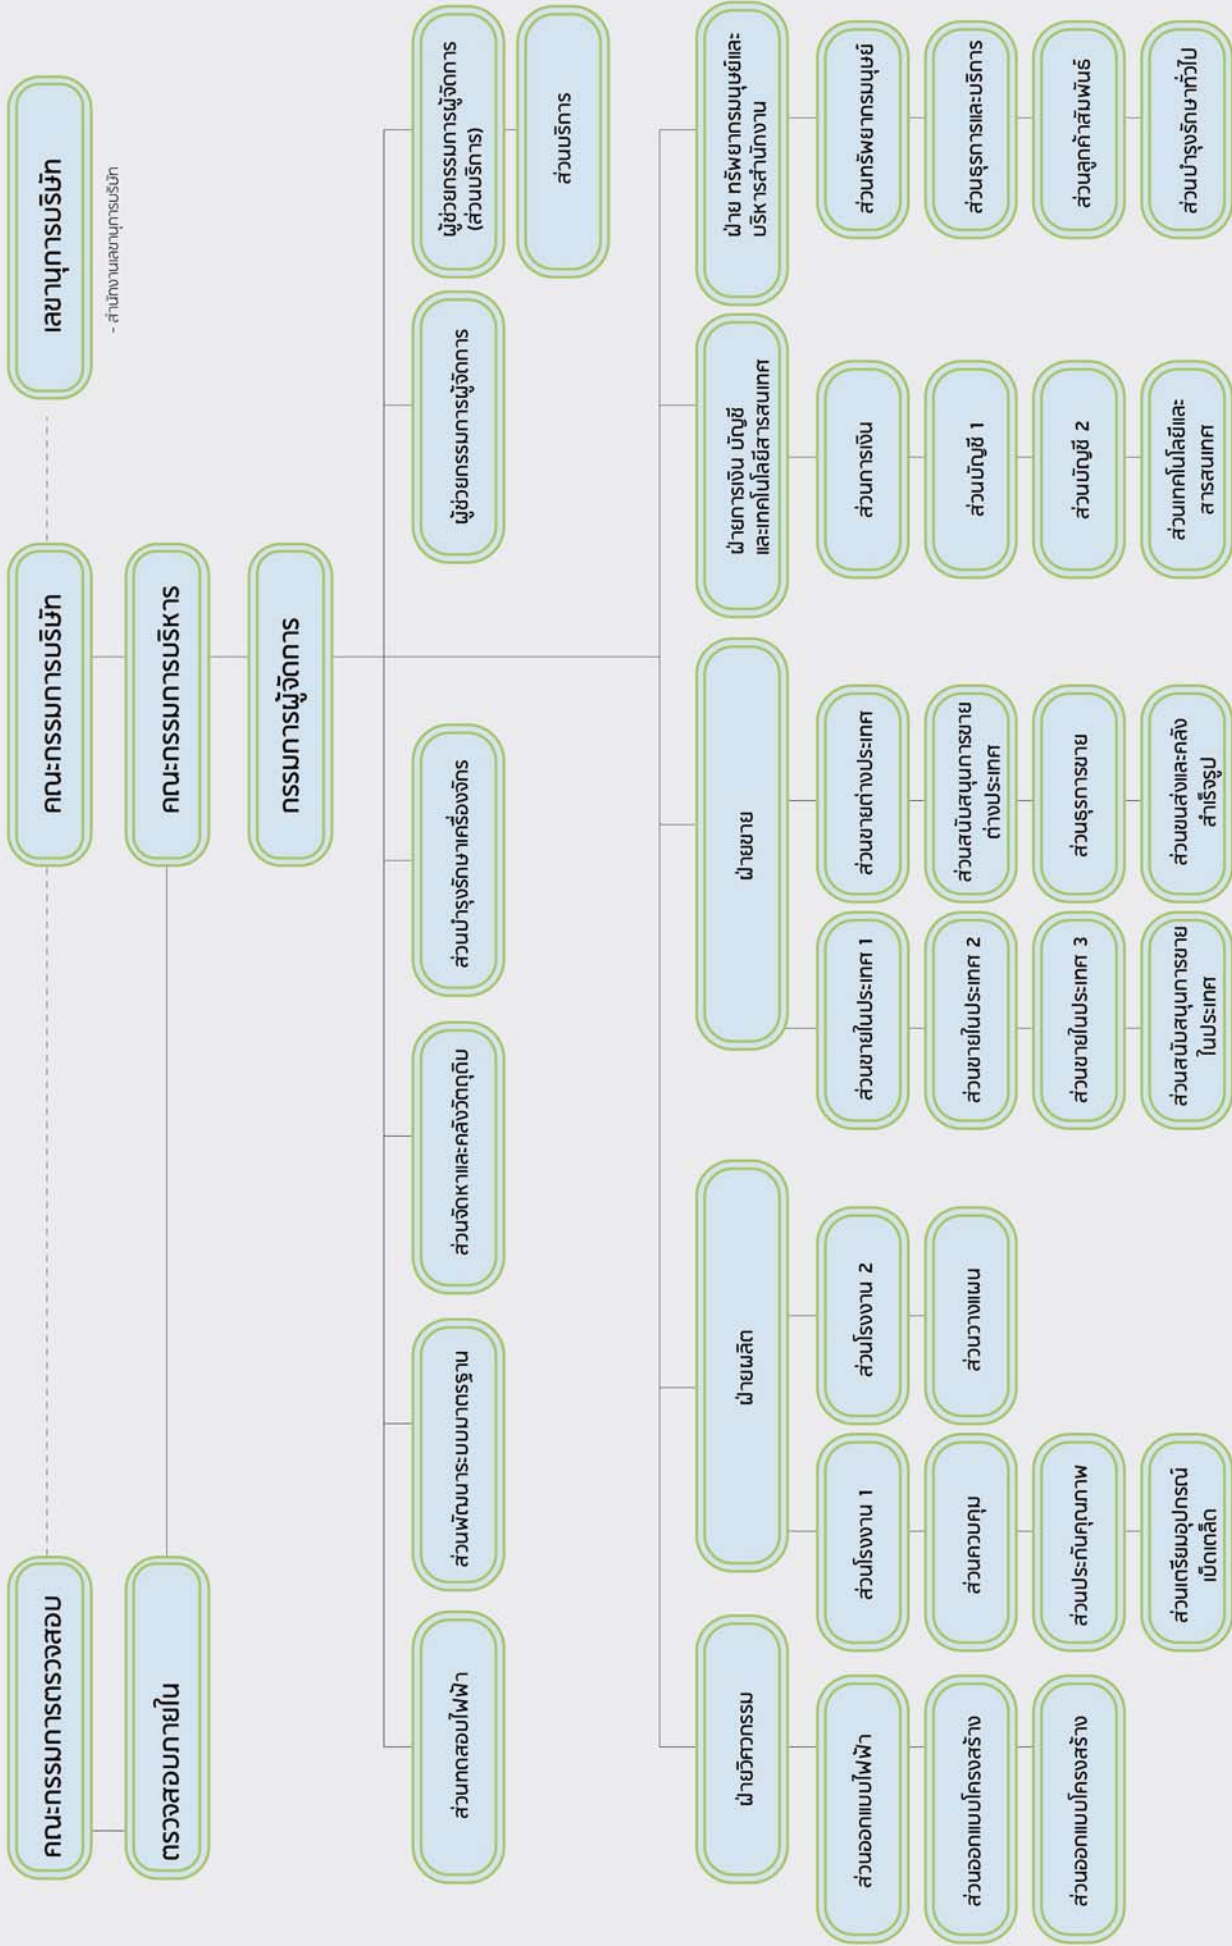 คณะกรรมการตรวจสอบ
คณะกรรมการบริษัท
เลขานุการบริษัท
- สำนักงานเลขานุการบริษัท
ตรวจสอบภายใน
คณะกรรมการบริหาร
กรรมการผู้จัดการ
ส่วนทดสอบไฟฟ้า
ส่วนพัฒนาระบบมาตรฐาน
ส่วนจัดหาและคลังวัตถุดิบ
ส่วนบำรุงรักษาเครื่องจักร
ผู้ช่วยกรรมการผู้จัดการ
ผู้ช่วยกรรมการผู้จัดการ
(ส่วนบริการ)
ส่วนบริการ
ฝ่ายวิศวกรรม
ส่วนออกแบบไฟฟ้า
ส่วนออกแบบโครงสร้าง
ส่วนออกแบบโครงสร้าง
ฝ่ายผลิต
ส่วนโรงงาน 1
ส่วนควบคุม
ส่วนประกันคุณภาพ
ส่วนเตรียมอุปกรณ์
เบ็ดเตล็ด
ส่วนโรงงาน 2
ส่วนวางแผน
ฝ่ายขาย
ส่วนขายในประเทศ 1
ส่วนขายในประเทศ 2
ส่วนขายในประเทศ 3
ส่วนสนับสนุนการขาย
ในประเทศ
ส่วนขายต่างประเทศ
ส่วนสนับสนุนการขาย
ต่างประเทศ
ส่วนธุรการขาย
ส่วนขนส่งและคลัง
สำเร็จรูป
ฝ่ายการเงิน บัญชี
และเทคโนโลยีสารสนเทศ
ส่วนการเงิน
ส่วนบัญชี 1
ส่วนบัญชี 2
ส่วนเทคโนโลยีและ
สารสนเทศ
ฝ่าย ทรัพยากรมนุษย์และ
บริหารสำนักงาน
ส่วนทรัพยากรมนุษย์
ส่วนธุรการและบริการ
ส่วนลูกค้าสัมพันธ์
ส่วนบำรุงรักษาทั่วไป